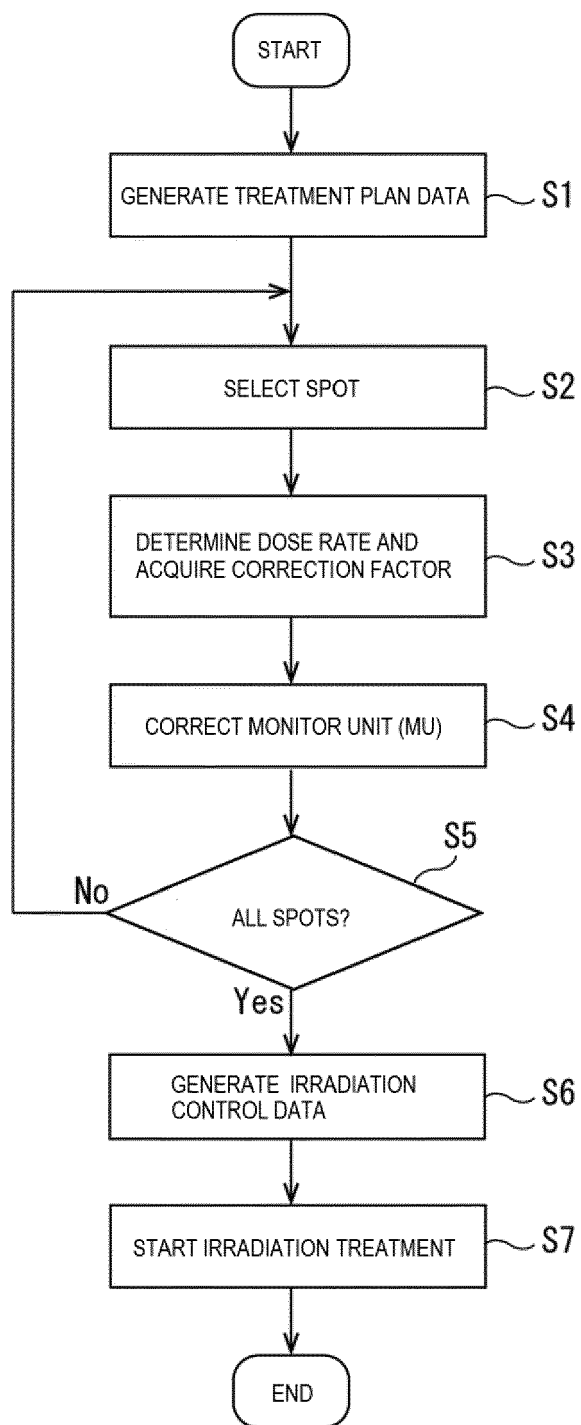 START
GENERATE TREATMENT PLAN DATA
S1
SELECT SPOT
S2
DETERMINE DOSE RATE AND
ACQUIRE CORRECTION FACTOR
S3
CORRECT MONITOR UNIT (MU)
S4
S5
No
ALL SPOTS?
Yes
GENERATE IRRADIATION
CONTROL DATA
S6
START IRRADIATION TREATMENT
S7
END